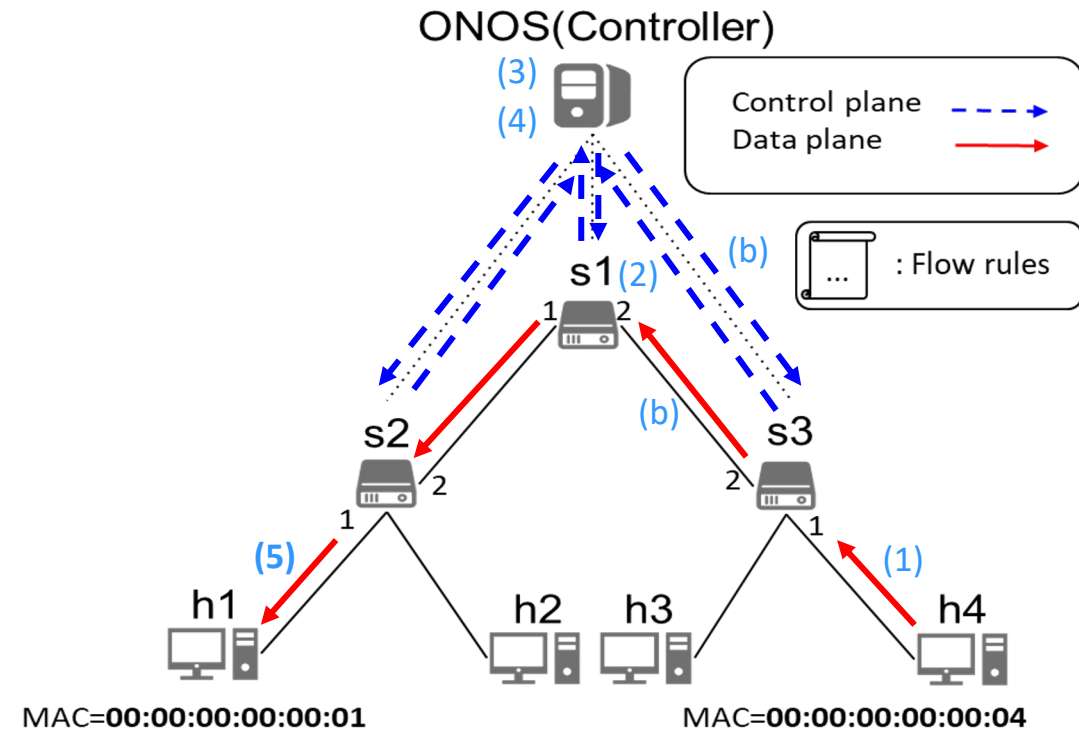 ONOS(Controller)
(3)
(4)
Control plane
Data plane
(b)
...
: Flow rules
s1
(2)
1
2
(b)
s2
s3
2
2
1
1
(5)
(1)
h1
h2
h3
h4
MAC=00:00:00:00:00:01
MAC=00:00:00:00:00:04